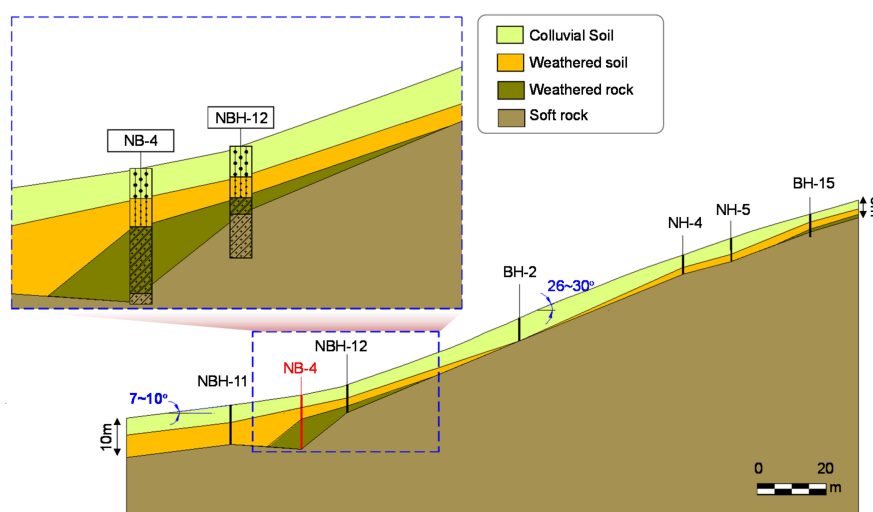 Colluvial Soil
Weathered soil
Weathered rock
Soft rock
NBH-12
NB-4
BH-15
NH-5
NH-4
BH-2
26~30°
NBH-12
NB-4
NBH-11
7~10°
10m
0 20
m